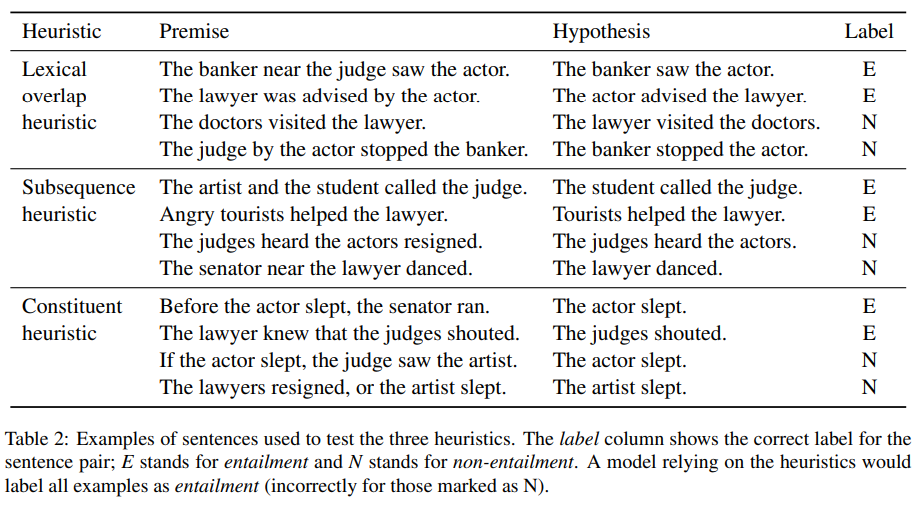 Heuristic Premise Hypothesis Label
Lexical The banker near the judge saw the actor. The banker saw the actor. E
overlap The lawyer was advised by the actor. The actor advised the lawyer. E
heuristic The doctors visited the lawyer. The lawyer visited the doctors. N
The judge by the actor stopped the banker. The banker stopped the actor. N
Subsequence The artist and the student called the judge. The student called the judge. E
heuristic Angry tourists helped the lawyer. Tourists helped the lawyer. E
The judges heard the actors resigned. The judges heard the actors. N
The senator near the lawyer danced. The lawyer danced. N
Constituent Before the actor slept, the senator ran. The actor slept. E
heuristic The lawyer knew that the judges shouted. The judges shouted. E
If the actor slept, the judge saw the artist. The actor slept. N
The lawyers resigned, or the artist slept. The artist slept. N
Table 2: Examples of sentences used to test the three heuristics. The label column shows the correct label for the
sentence pair; E stands for entailment and N stands for non-entailment. A model relying on the heuristics would
label all examples as entailment (incorrectly for those marked as N).